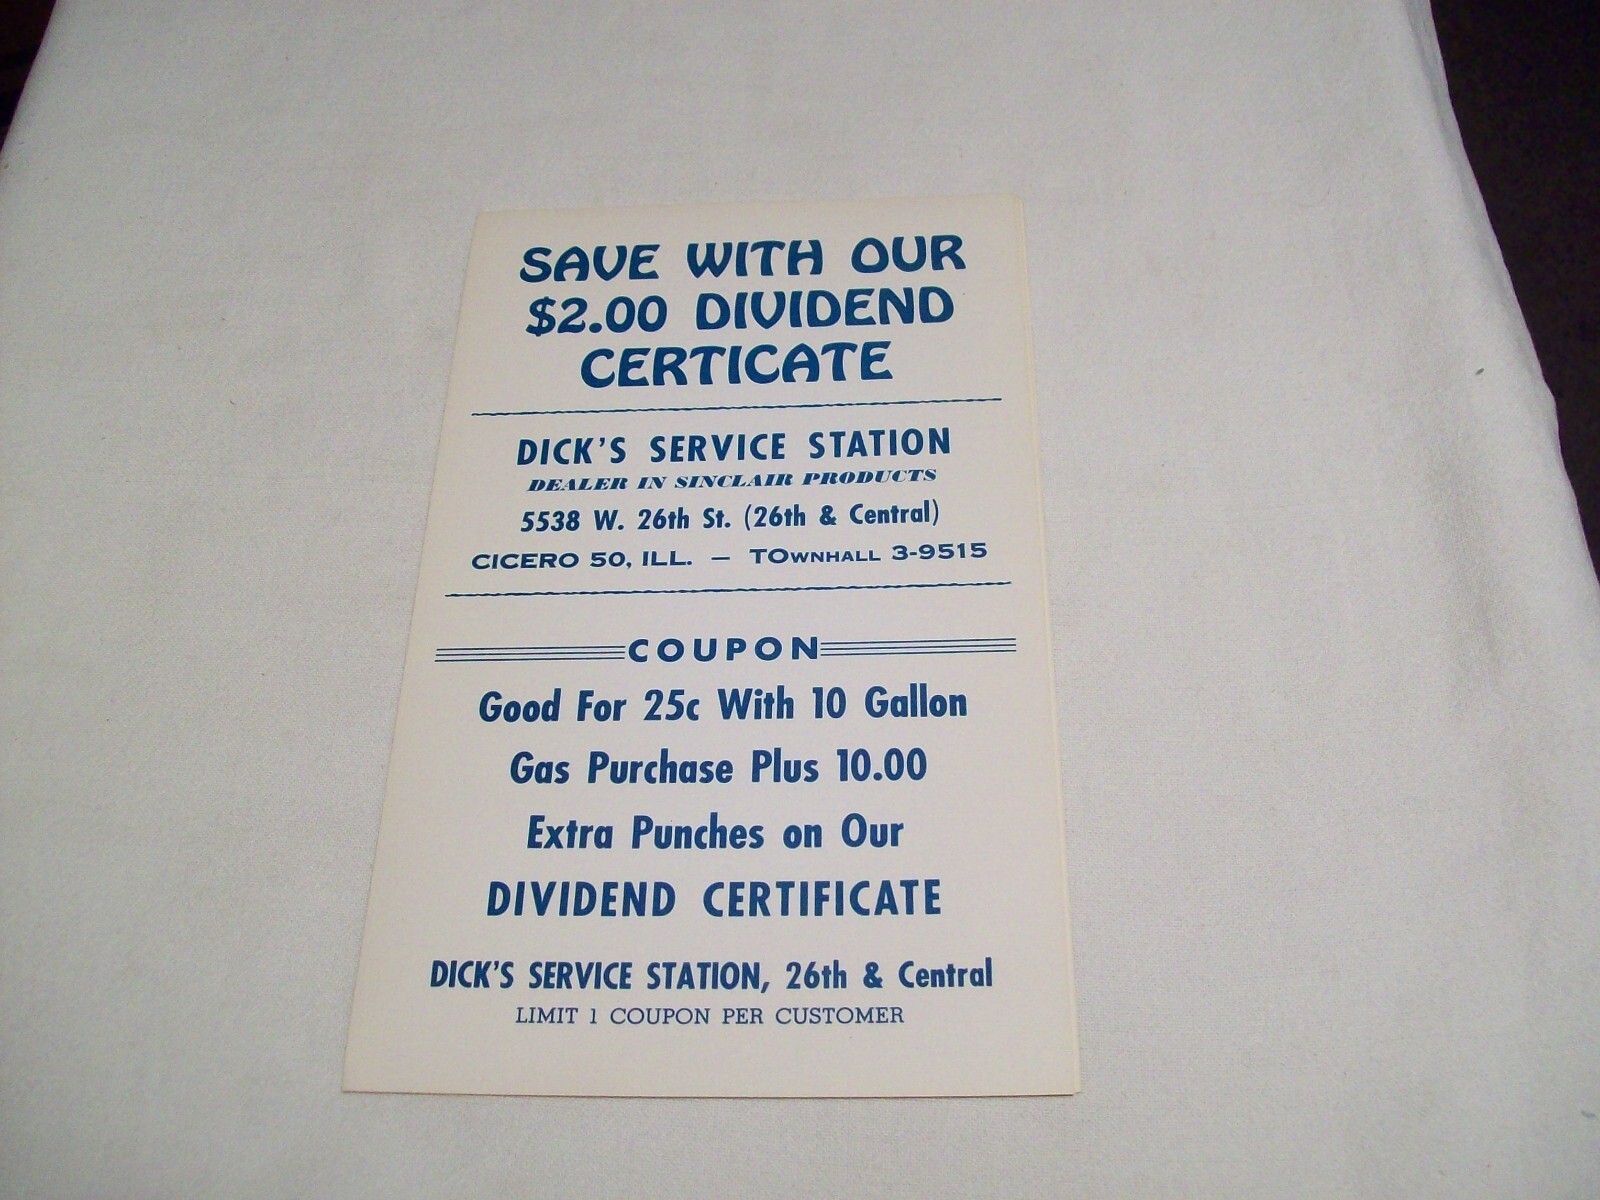 SAVE WITH OUR
$2.00 DIVIDEND
CERTICATE
DICK'S SERVICE STATION
DEALER IN SINCLAIR PRODUCTS
5538 W. 26th St. (26th & Central)
CICERO 50, ILL. — TOWNHALL 3-9515
COUPON
Good For 25c With 10 Gallon
Gas Purchase Plus 10.00
Extra Punches on Our
DIVIDEND CERTIFICATE
DICK'S SERVICE STATION, 26th & Central
LIMIT 1 COUPON PER CUSTOMER